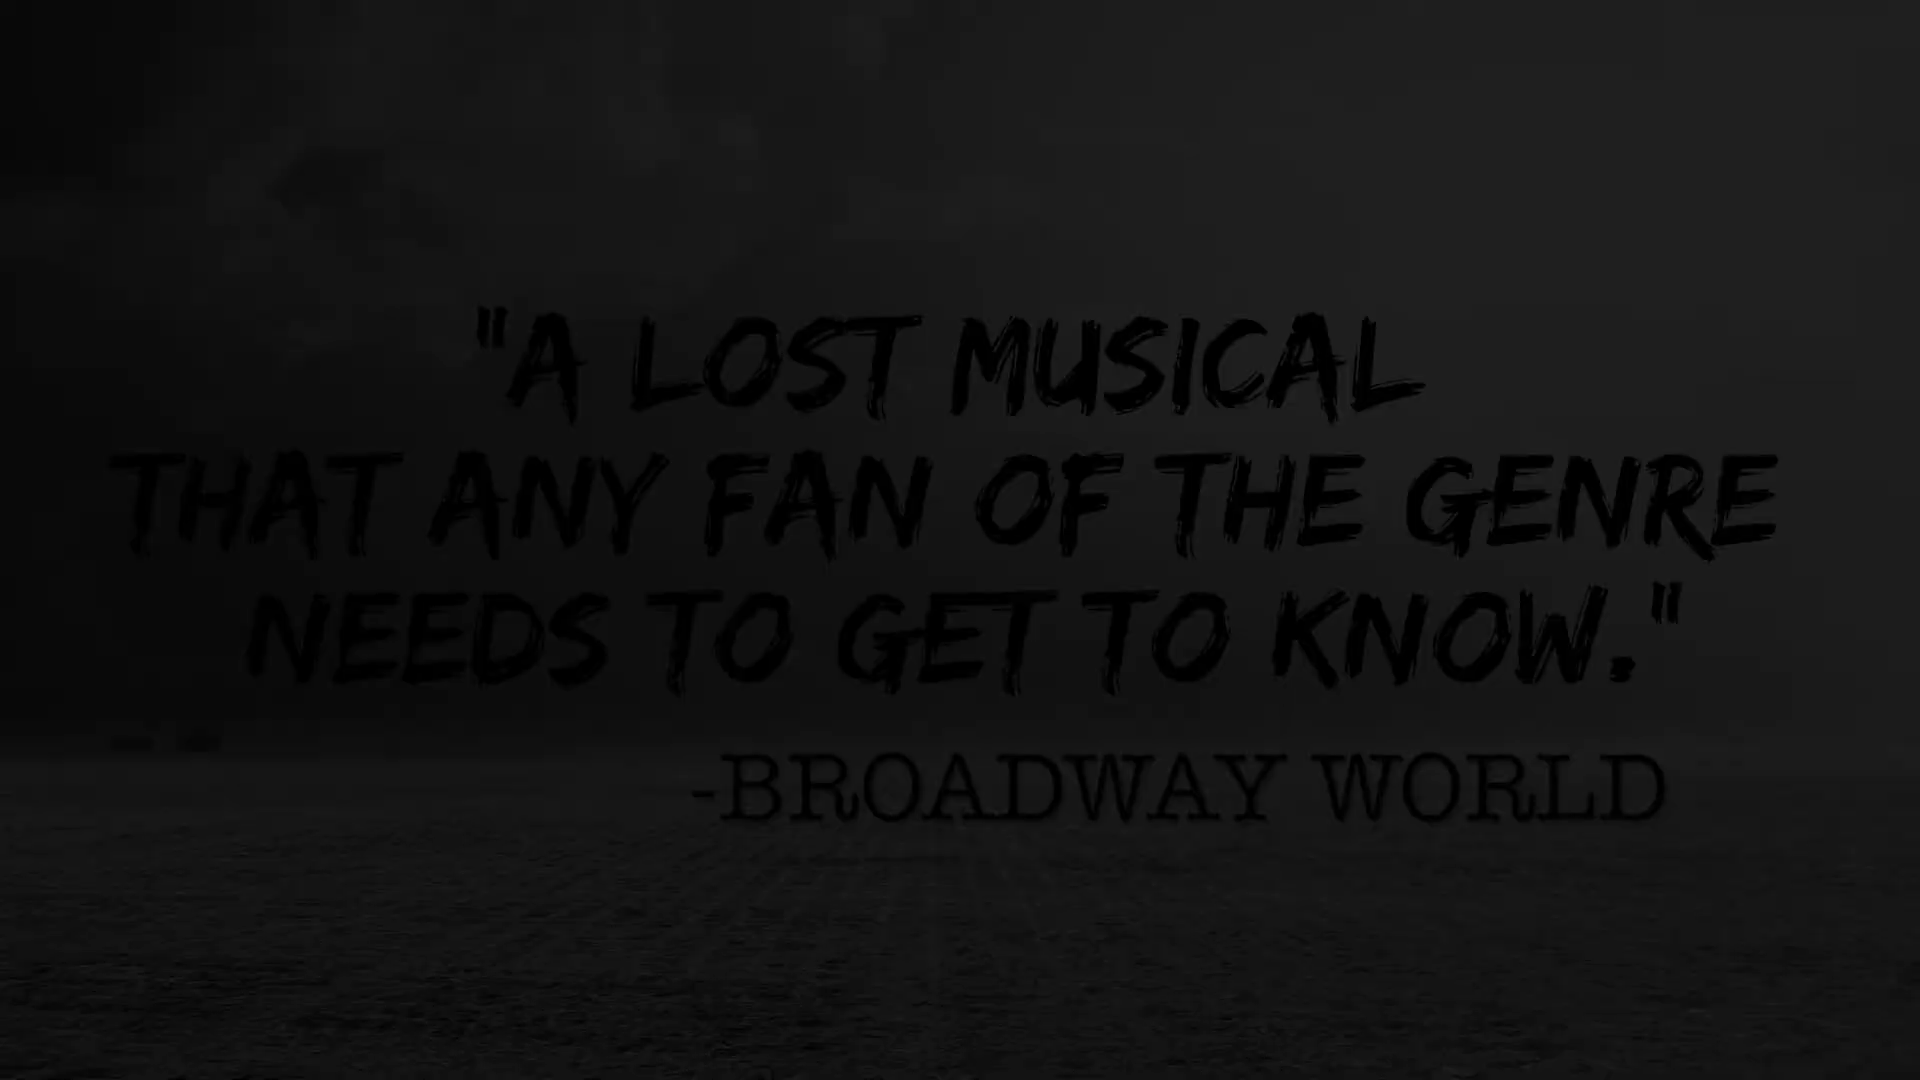 "A LOST MUSICAL
THAT ANY FAN OF THE GENRE
NEEDS TO GET TO KNOW."
-BROADWAY WORLD